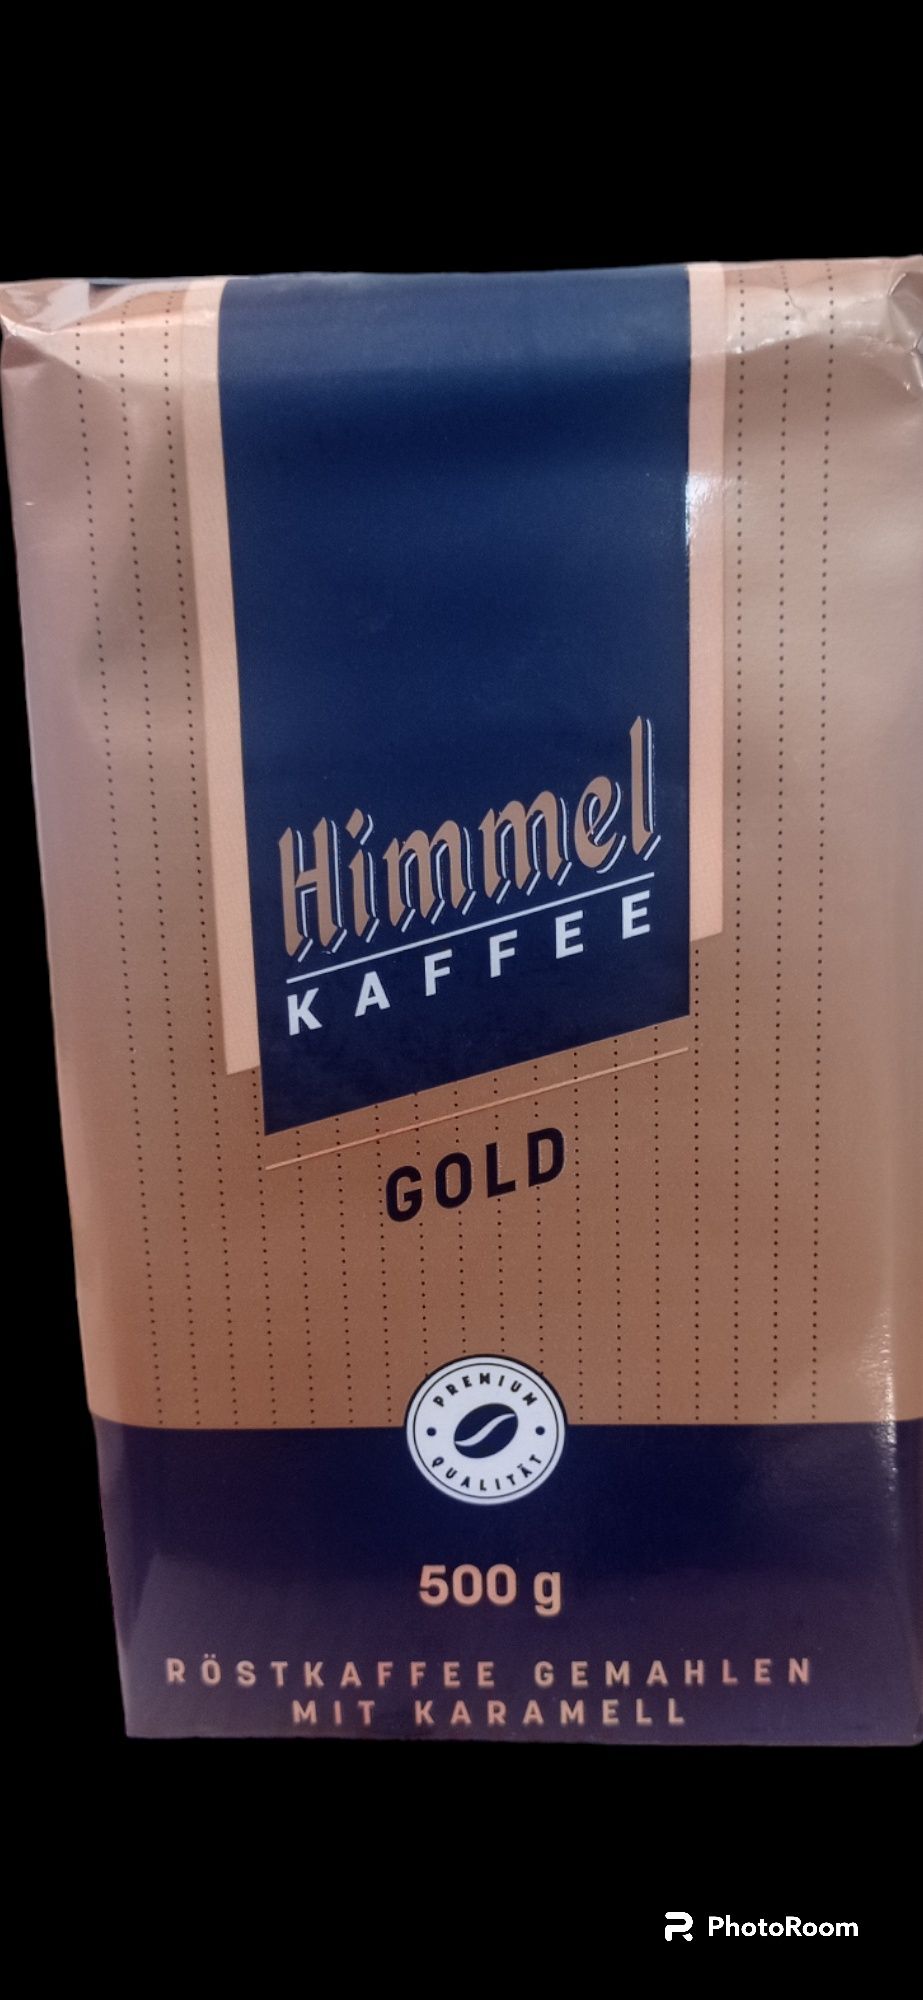 Himmel
KAFFEE
GOLD
PREMIUM
QUALITÄT
500 g
RÖSTKAFFEE GEMAHLEN
MIT KARAMELL
PhotoRoom